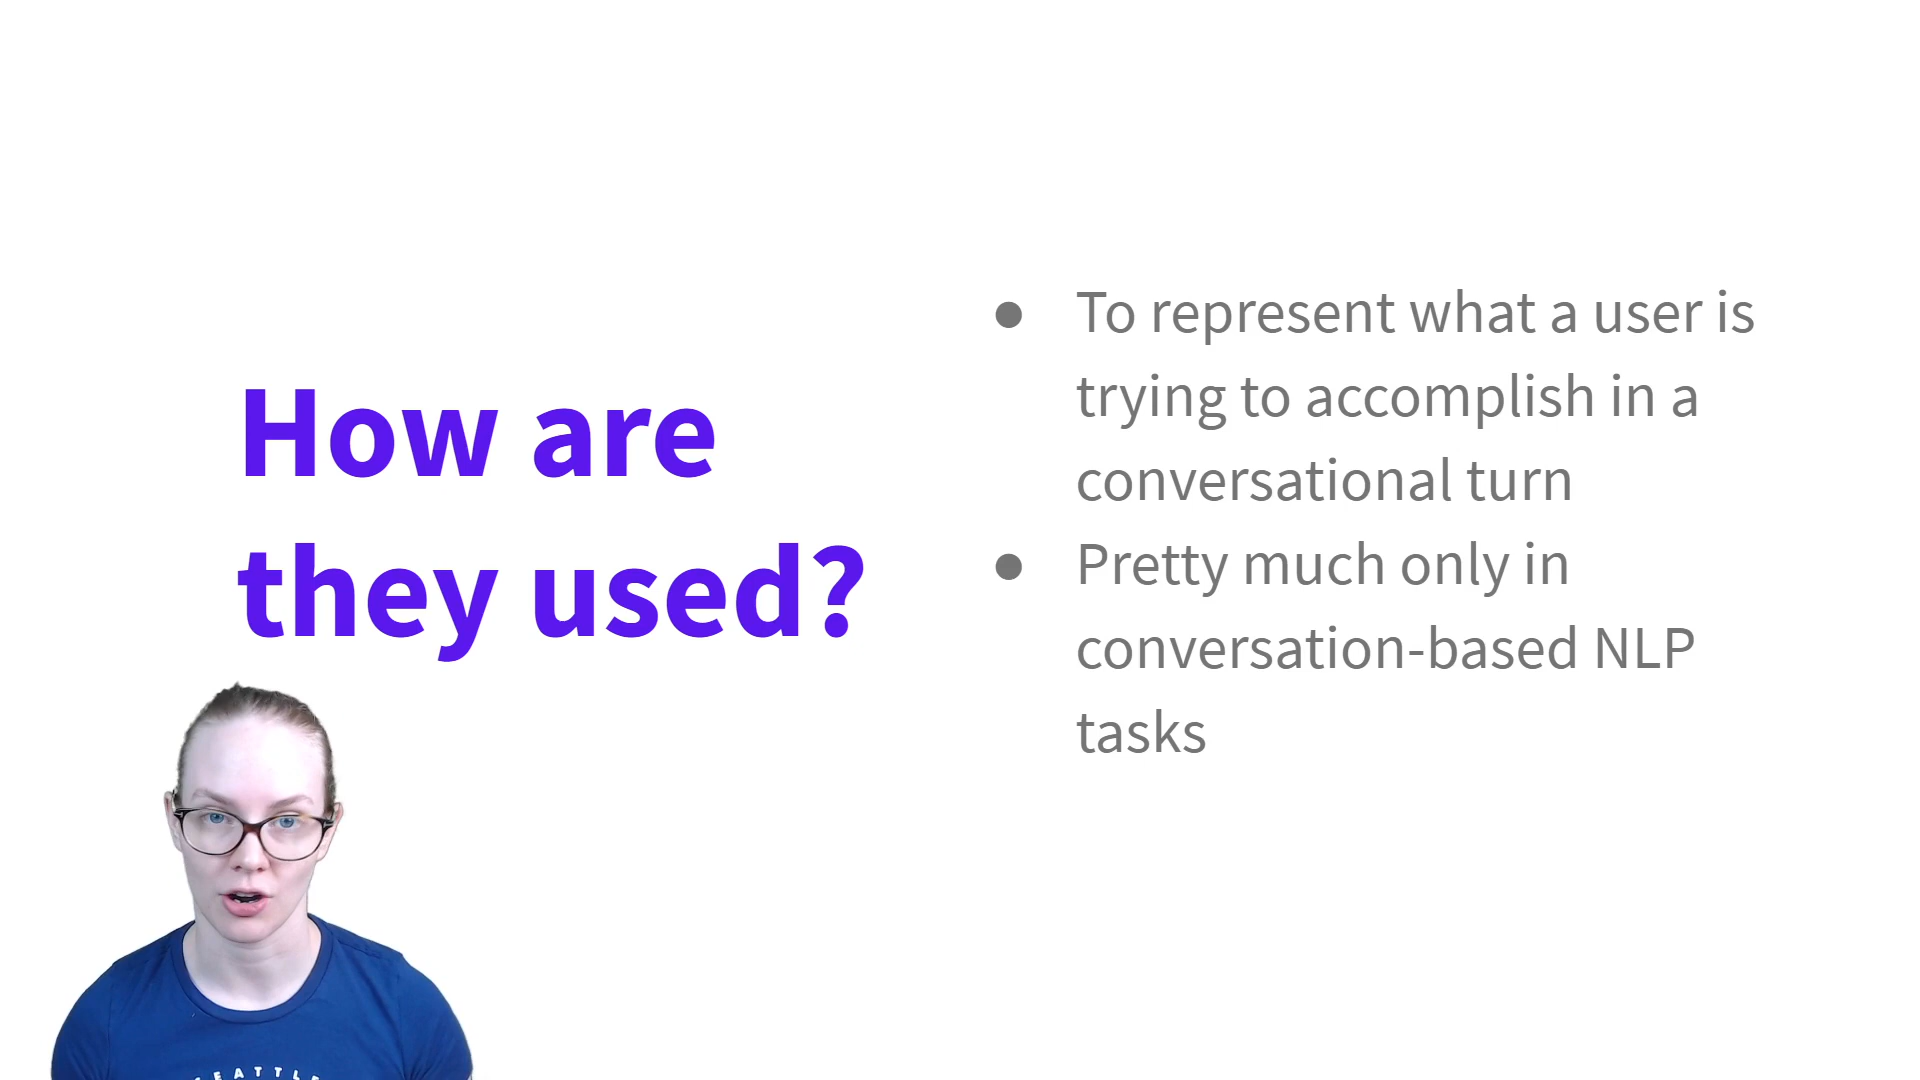 How are
they used?
● To represent what a user is
trying to accomplish in a
conversational turn
● Pretty much only in
conversation-based NLP
tasks
SEATTLE